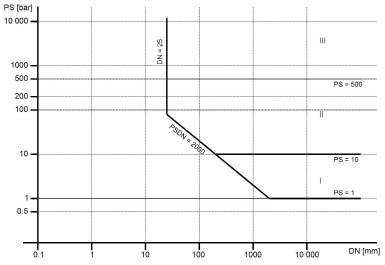 PS [bar]
10 000
III
DN = 25
1000
500
PS = 500
200
100
II
PSDN = 2000
10
PS = 10
I
1
PS = 1
0.5
0.1
1
10
100
1000
10 000
DN [mm]